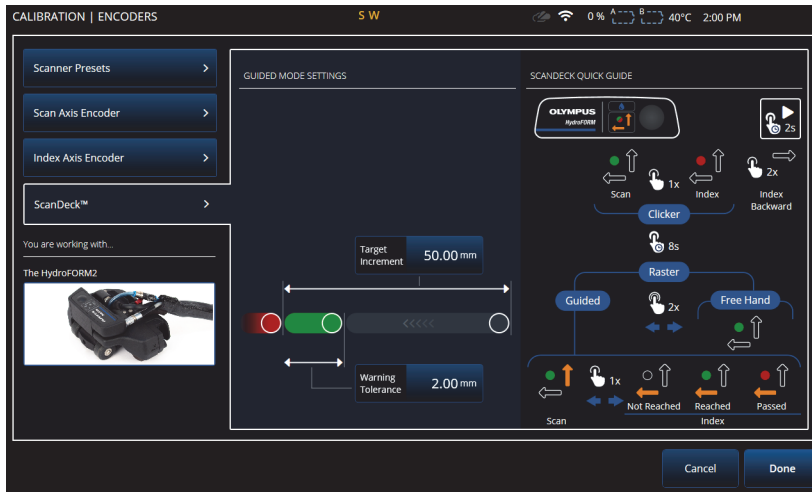 CALIBRATION | ENCODERS
S W
0 %
A
B
40°C
2:00 PM
Scanner Presets
Scan Axis Encoder
Index Axis Encoder
ScanDeck™
You are working with...
The HydroFORM2
GUIDED MODE SETTINGS
Target
Increment
50.00 mm
<<<<<
Warning
Tolerance
2.00 mm
SCANDECK QUICK GUIDE
OLYMPUS
HydroFORM
2s
Scan
1x
Index
2x
Index
Backward
Clicker
8s
Raster
Guided
2x
Free Hand
Scan
1x
Not Reached
Reached
Passed
Index
Cancel
Done